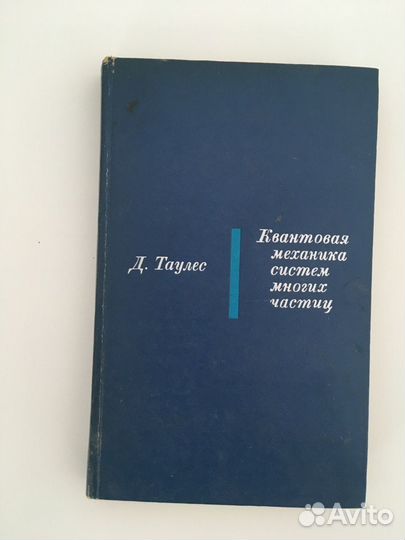 Д. Таулес
Квантовая
механика
систем
многих
частиц
Avito